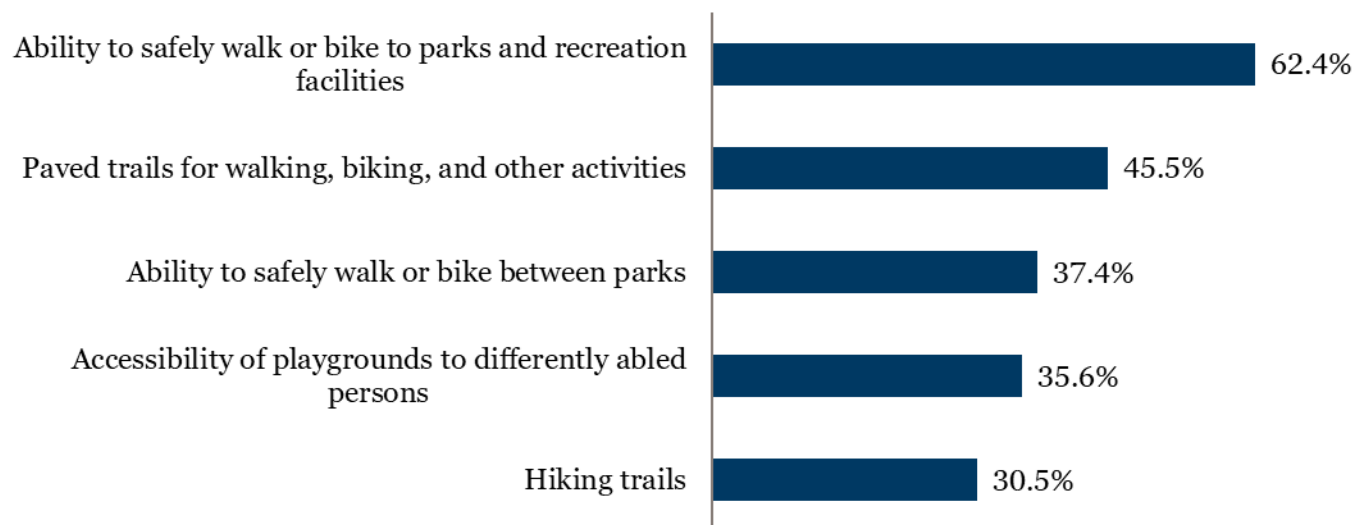 Ability to safely walk or bike to parks and recreation
facilities
62.4%
Paved trails for walking, biking, and other activities
45.5%
Ability to safely walk or bike between parks
37.4%
Accessibility of playgrounds to differently abled
persons
35.6%
Hiking trails
30.5%